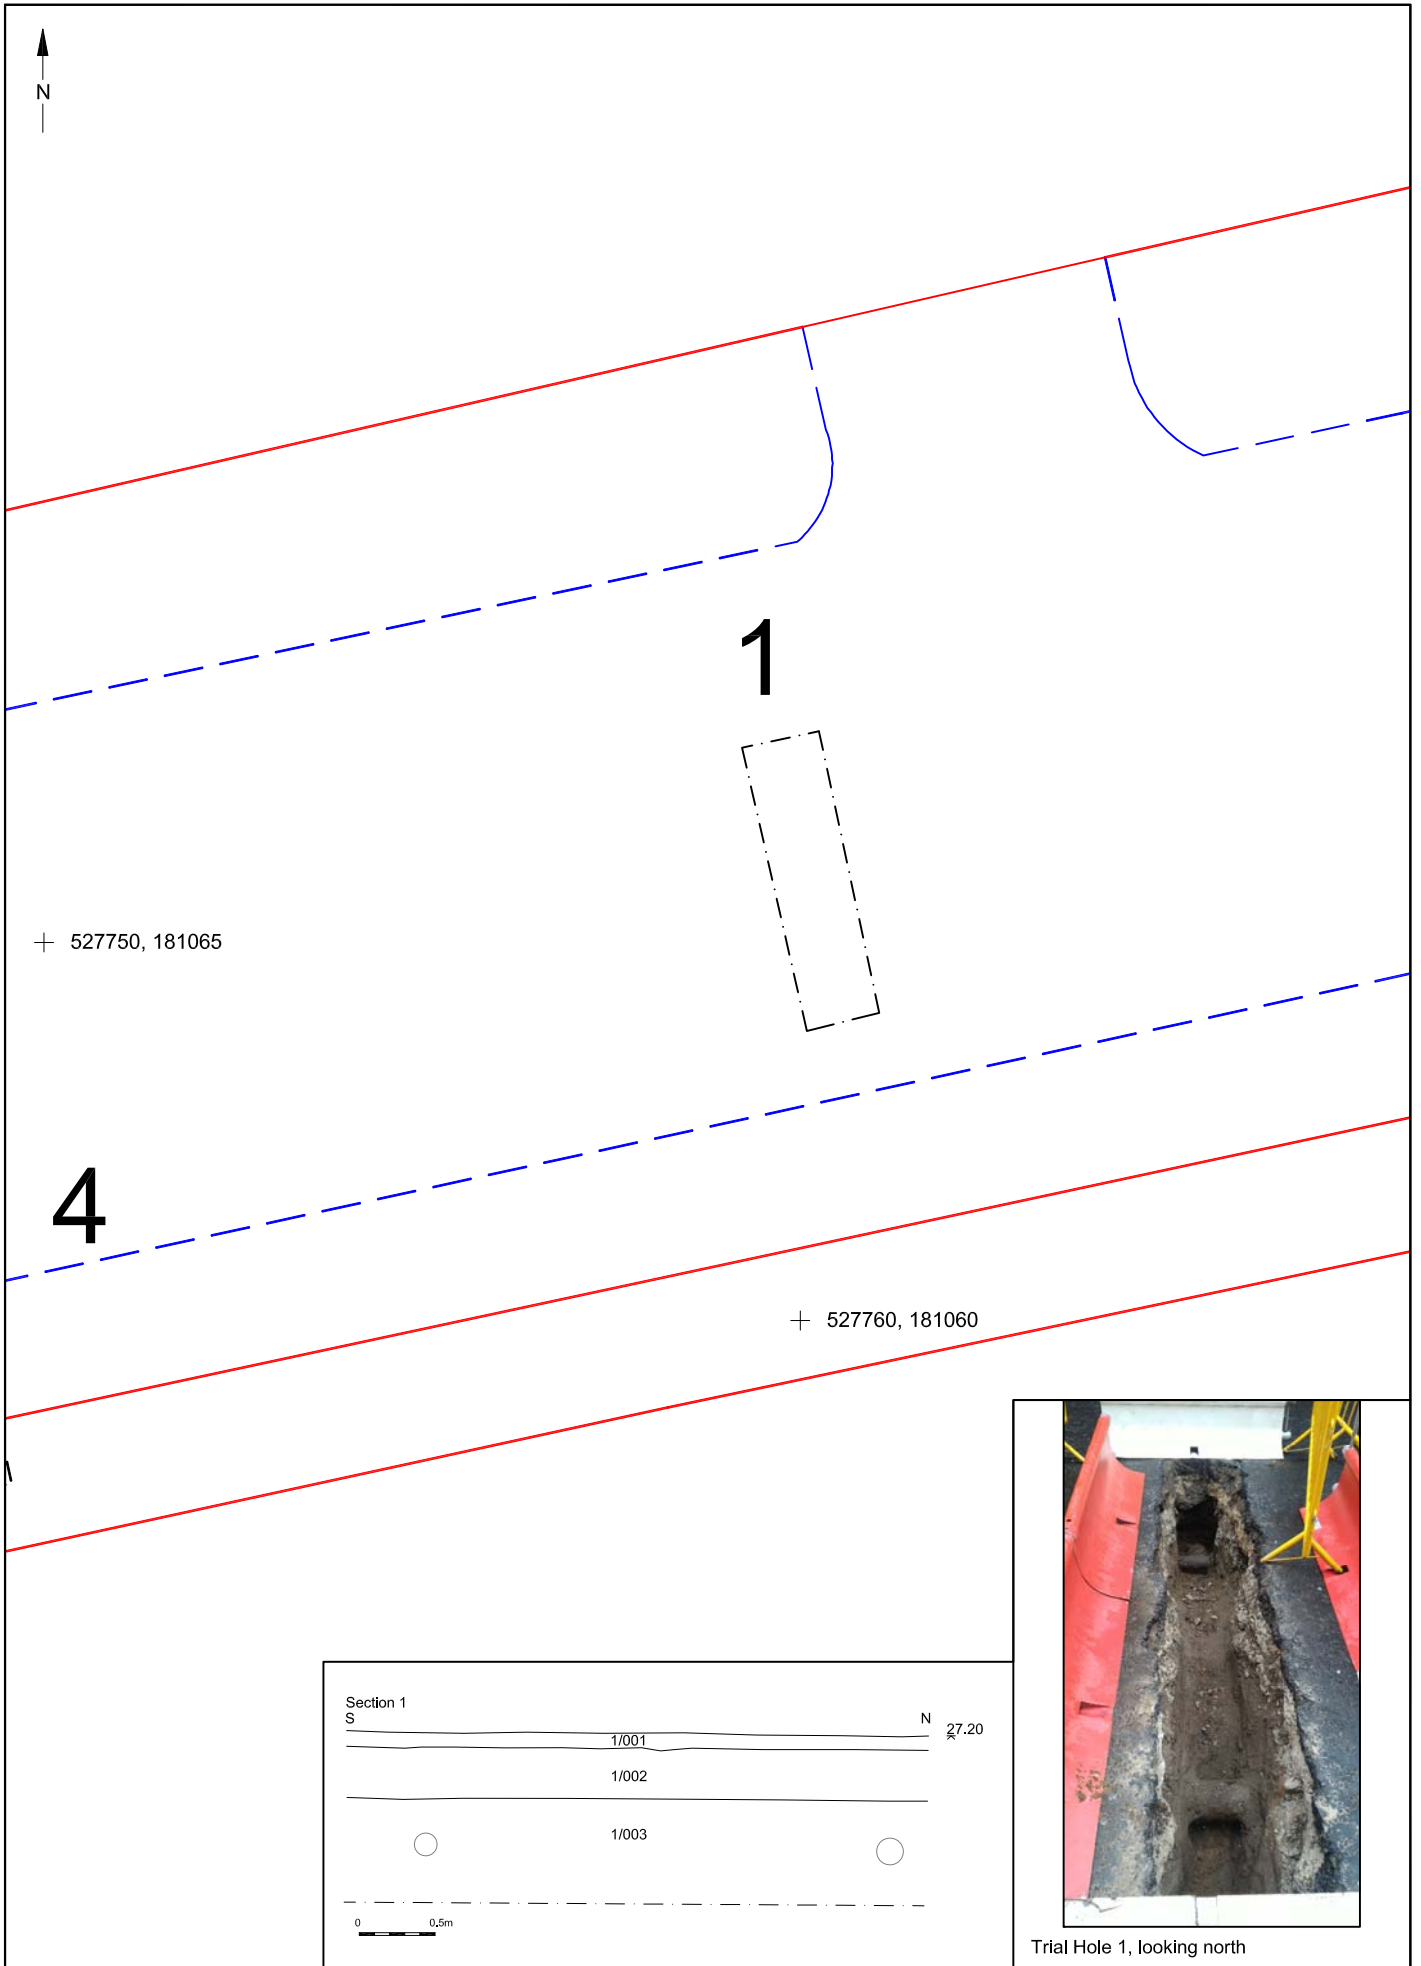 N
1
527750, 181065
4
527760, 181060
Section 1
S
N
27.20
1/001
1/002
1/003
0
0.5m
Trial Hole 1, looking north